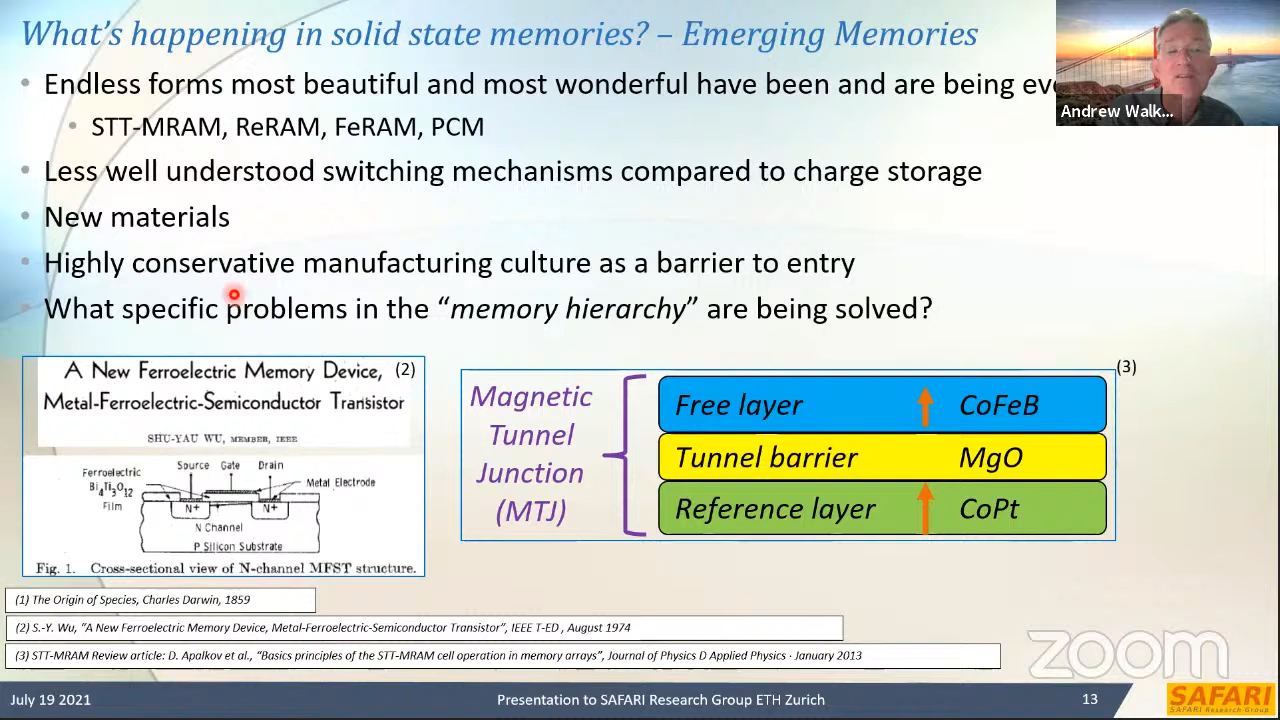 What's happening in solid state memories? – Emerging Memories
Endless forms most beautiful and most wonderful have been and are being
Andrew Walk...
STT-MRAM, ReRAM, FeRAM, PCM
Less well understood switching mechanisms compared to charge storage
New materials
Highly conservative manufacturing culture as a barrier to entry
What specific problems in the “memory hierarchy” are being solved?
A New Ferroelectric Memory Device, (2)
Metal-Ferroelectric-Semiconductor Transistor
SHU-YAU WU, MEMBER, IEEE
Source Gate Drain
Ferroelectric
Bi4Ti3O12
Film
Metal Electrode
N+ N+
N Channel
P Silicon Substrate
Fig. 1. Cross-sectional view of N-channel MFST structure.
(3)
Magnetic
Tunnel
Junction
(MTJ)
Free layer CoFeB
Tunnel barrier MgO
Reference layer CoPt
(1) The Origin of Species, Charles Darwin, 1859
(2) S.-Y. Wu, “A New Ferroelectric Memory Device, Metal-Ferroelectric-Semiconductor Transistor”, IEEE T-ED , August 1974
(3) STT-MRAM Review article: D. Apalkov et al., “Basics principles of the STT-MRAM cell operation in memory arrays”, Journal of Physics D Applied Physics · January 2013
zoom
July 19 2021
Presentation to SAFARI Research Group ETH Zurich
13
SAFARI
SAFARI Research Group